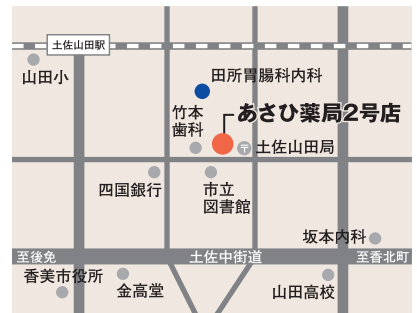 土佐山田駅
山田小
田所胃腸科内科
竹本
歯科
あさひ薬局2号店
〒
土佐山田局
四国銀行
市立
図書館
坂本内科
至後免
土佐中街道
至香北町
香美市役所
金高堂
山田高校